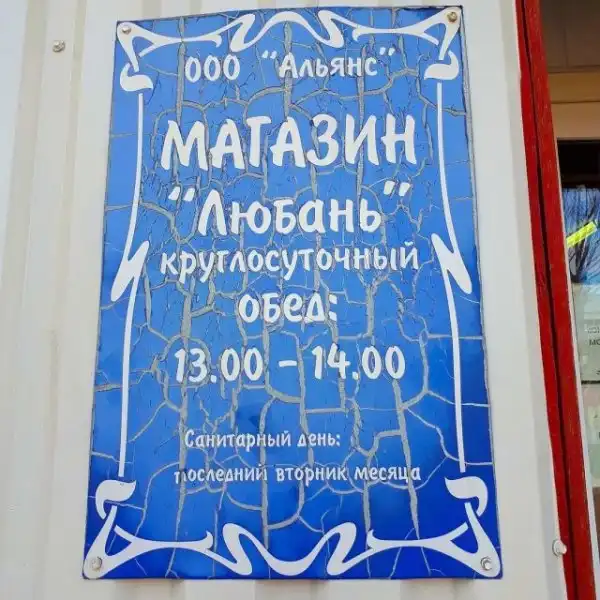 ООО "Альянс"
МАГАЗИН
"Любань"
круглосуточный
обед:
13.00 - 14.00
Санитарный день:
последний вторник месяца